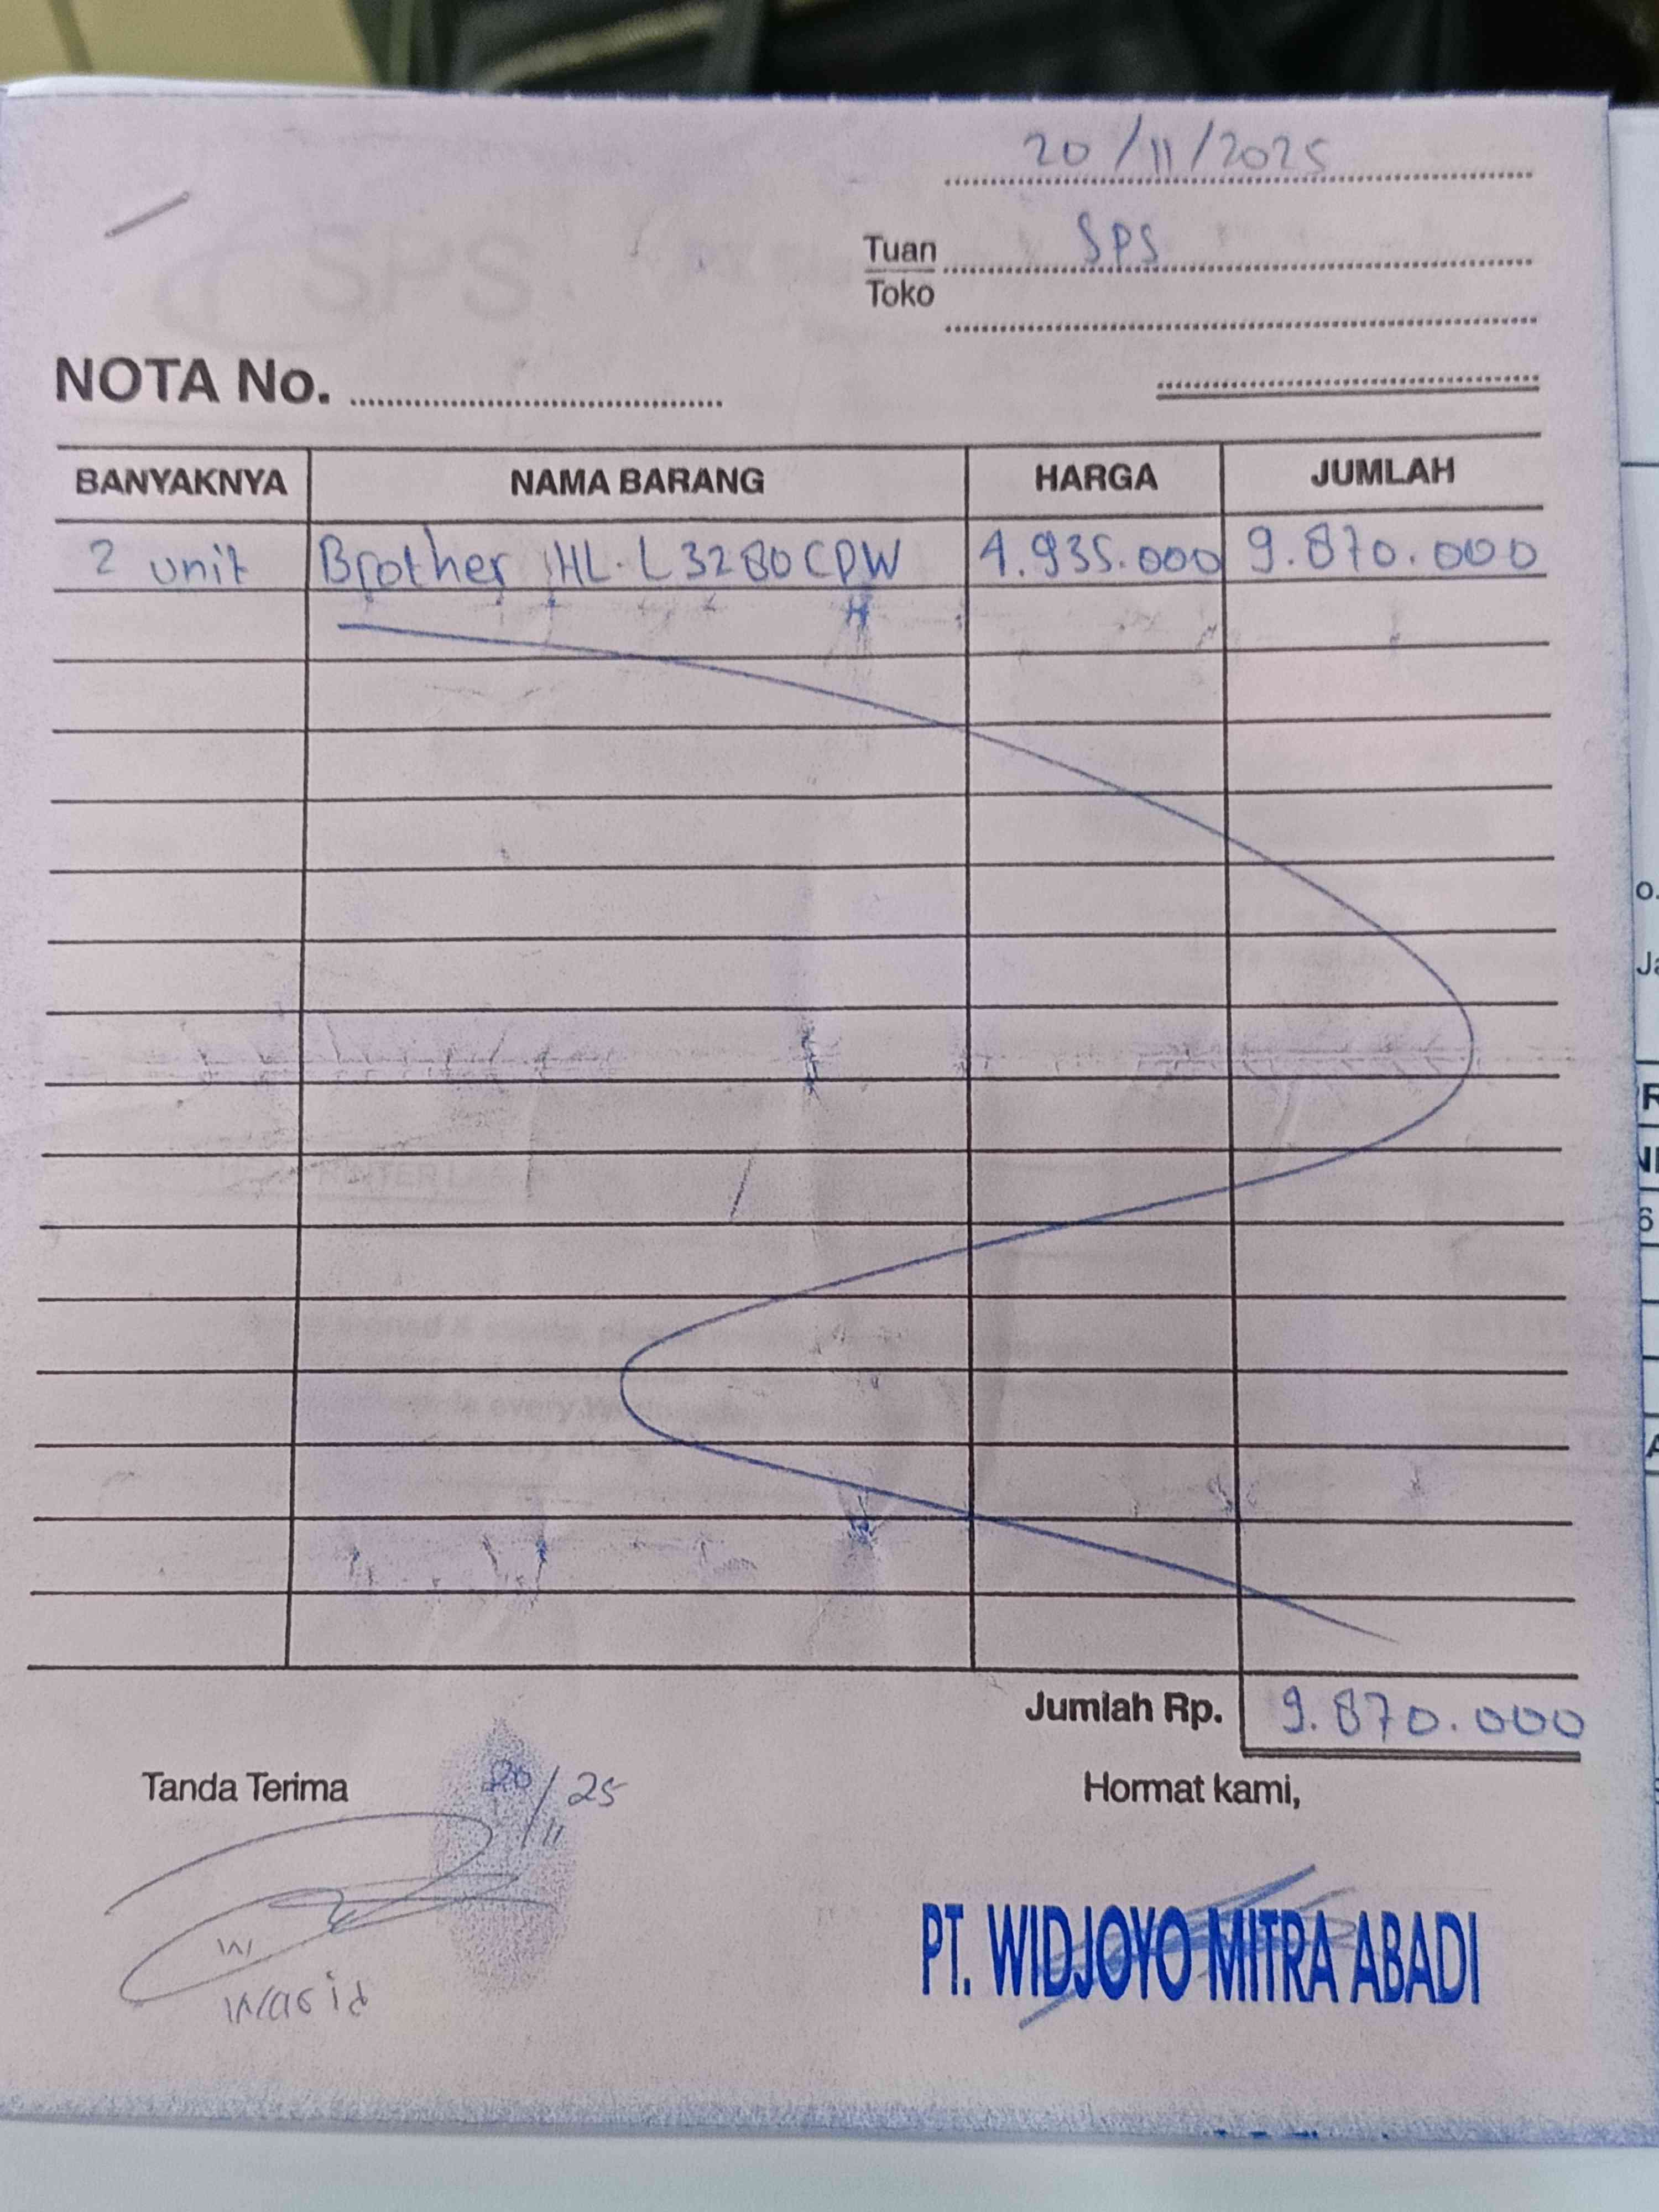 20/11/2025
Tuan SPS
Toko
NOTA No.
BANYAKNYA NAMA BARANG HARGA JUMLAH
2 unit Brother HL-L3280CDW 4.935.000 9.870.000
Jumlah Rp. 9.870.000
Tanda Terima 20/11/25 Hormat kami,
PT. WIDJOYO MITRA ABADI
Wasid